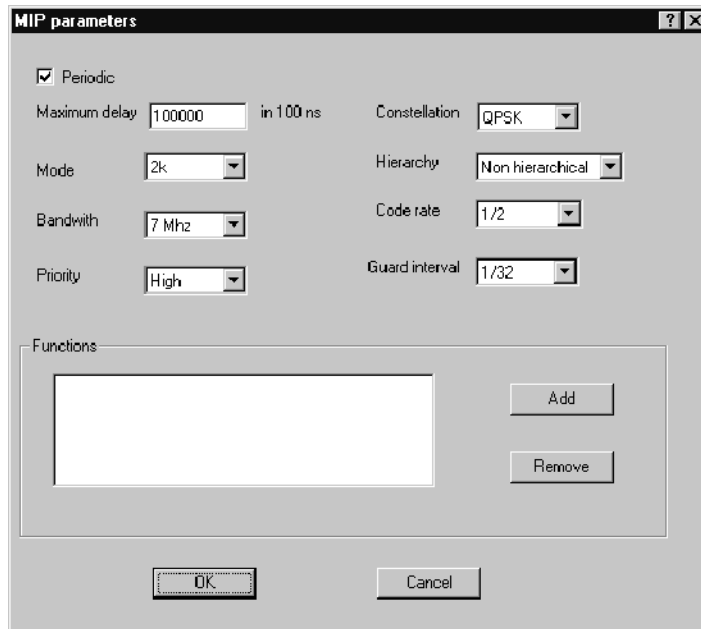 MIP parameters
Periodic
Maximum delay 100000 in 100 ns
Constellation QPSK
Mode 2k
Hierarchy Non hierarchical
Bandwith 7 Mhz
Code rate 1/2
Priority High
Guard interval 1/32
Functions
Add
Remove
OK Cancel